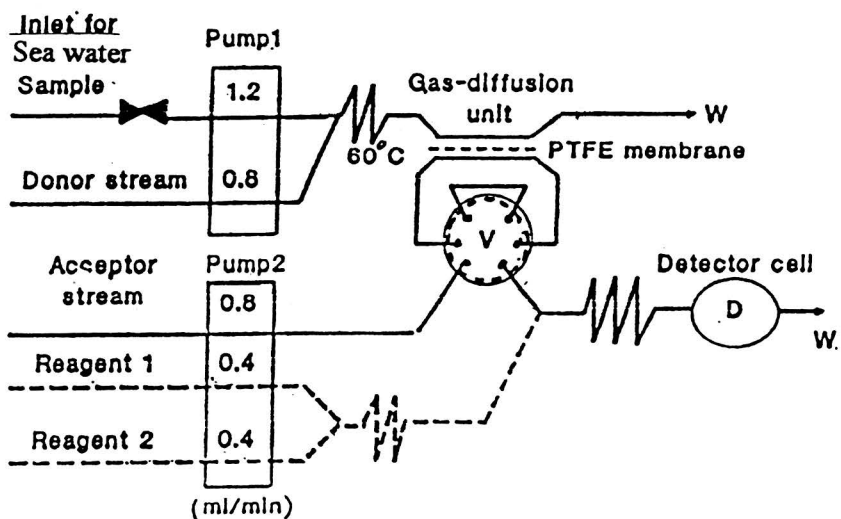 Inlet for
Sea water
Sample
Pump1
1.2
Gas-diffusion
unit
W
60°C
PTFE membrane
Donor stream
0.8
V
Acceptor
stream
Pump2
0.8
Detector cell
D
W.
Reagent 1
0.4
Reagent 2
0.4
(ml/min)